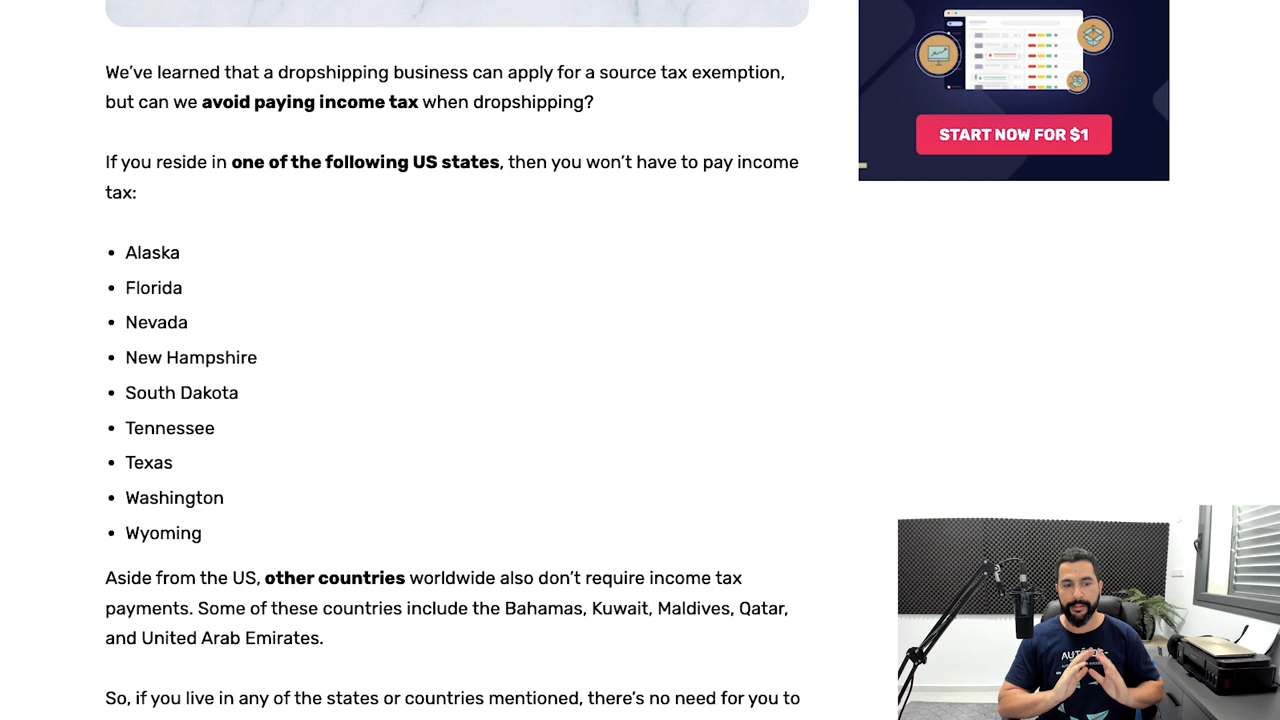 We’ve learned that a dropshipping business can apply for a source tax exemption,
but can we avoid paying income tax when dropshipping?
START NOW FOR $1
If you reside in one of the following US states, then you won’t have to pay income
tax:
• Alaska
• Florida
• Nevada
• New Hampshire
• South Dakota
• Tennessee
• Texas
• Washington
• Wyoming
Aside from the US, other countries worldwide also don’t require income tax
payments. Some of these countries include the Bahamas, Kuwait, Maldives, Qatar,
and United Arab Emirates.
So, if you live in any of the states or countries mentioned, there’s no need for you to